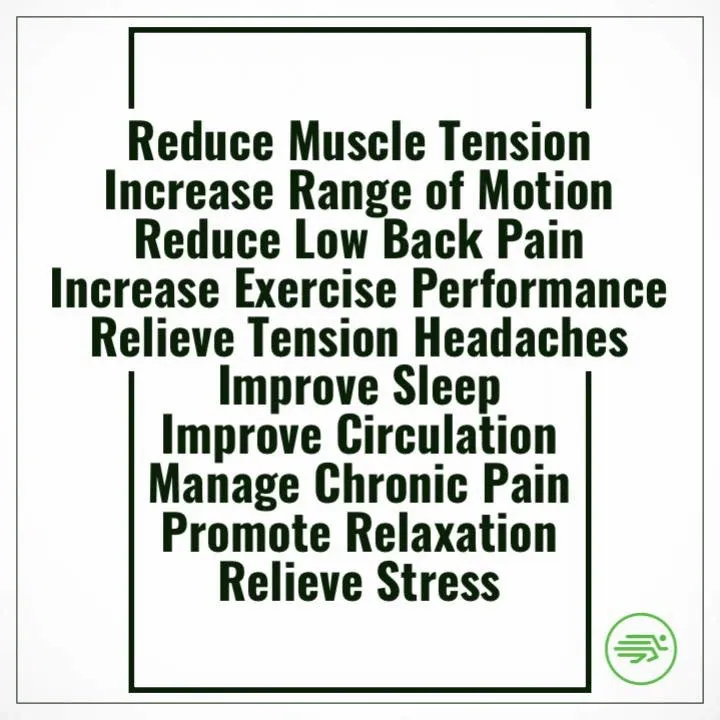 Reduce Muscle Tension
Increase Range of Motion
Reduce Low Back Pain
Increase Exercise Performance
Relieve Tension Headaches
Improve Sleep
Improve Circulation
Manage Chronic Pain
Promote Relaxation
Relieve Stress